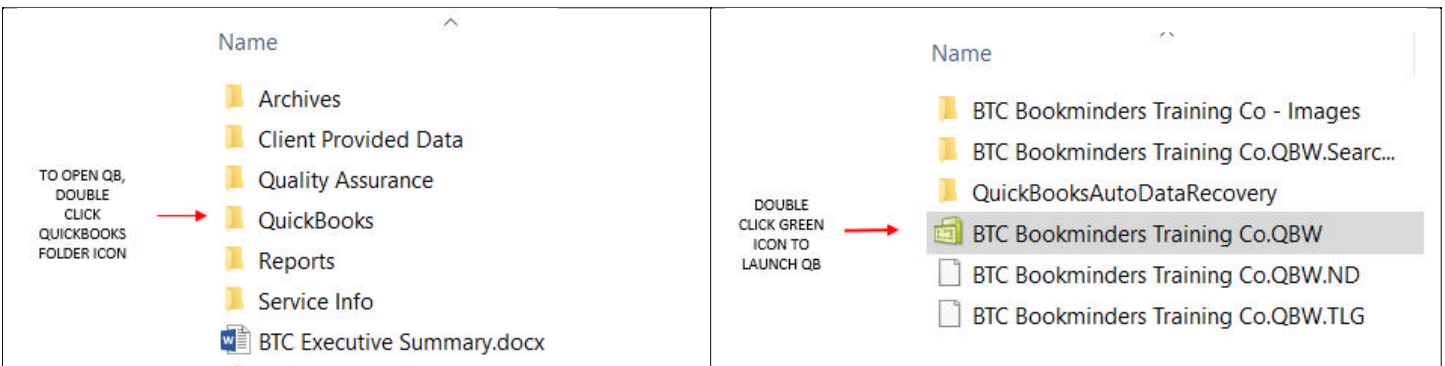 Name
Archives
Client Provided Data
Quality Assurance
QuickBooks
Reports
Service Info
BTC Executive Summary.docx
TO OPEN QB,
DOUBLE
CLICK
QUICKBOOKS
FOLDER ICON
Name
BTC Bookminders Training Co - Images
BTC Bookminders Training Co.QBW.Searc...
QuickBooksAutoDataRecovery
BTC Bookminders Training Co.QBW
BTC Bookminders Training Co.QBW.ND
BTC Bookminders Training Co.QBW.TLG
DOUBLE
CLICK GREEN
ICON TO
LAUNCH QB